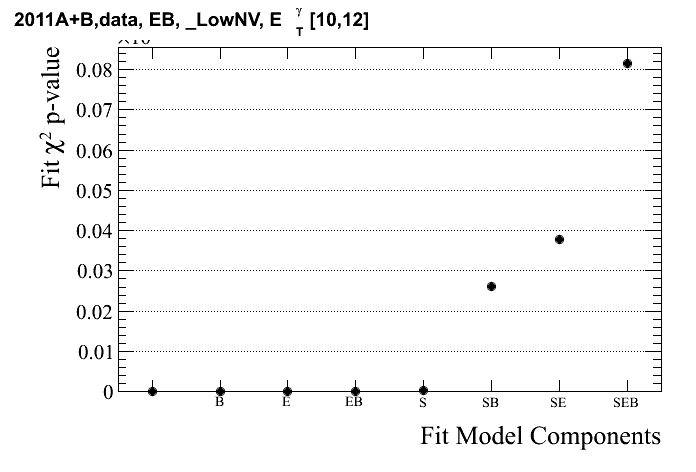 2011A+B,data, EB, _LowNV, E γ T [10,12]
Fit χ² p-value
0.08
0.07
0.06
0.05
0.04
0.03
0.02
0.01
0
B E EB S SB SE SEB
Fit Model Components